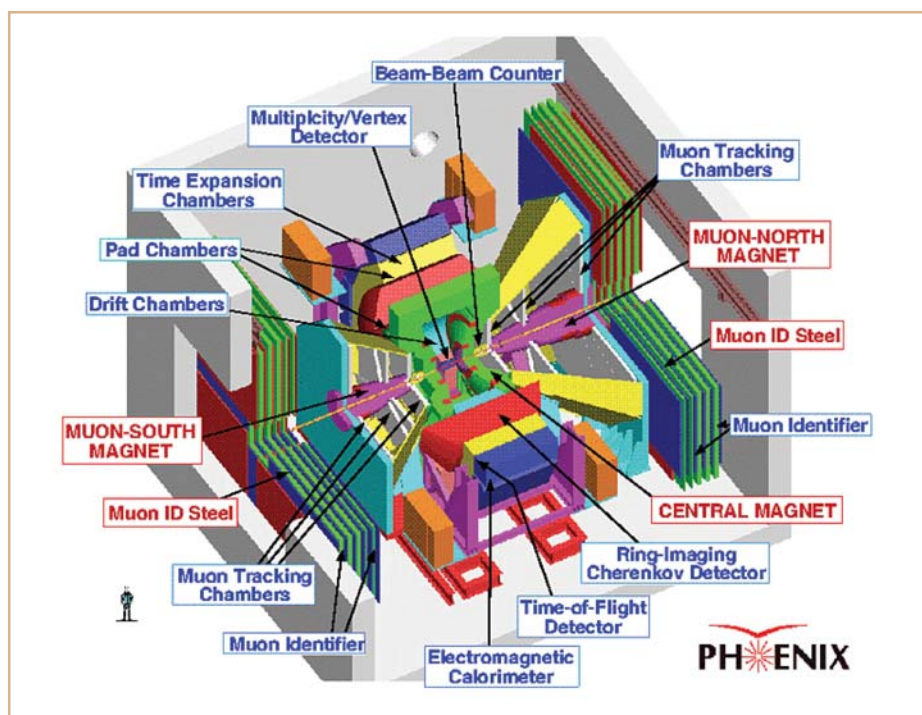 Beam-Beam Counter
Multiplcity/Vertex
Detector
Muon Tracking
Chambers
Time Expansion
Chambers
MUON-NORTH
MAGNET
Pad Chambers
Drift Chambers
Muon ID Steel
Muon Identifier
MUON-SOUTH
MAGNET
Muon ID Steel
CENTRAL MAGNET
Ring-Imaging
Cherenkov Detector
Muon Tracking
Chambers
Time-of-Flight
Detector
Muon Identifier
Electromagnetic
Calorimeter
PHENIX